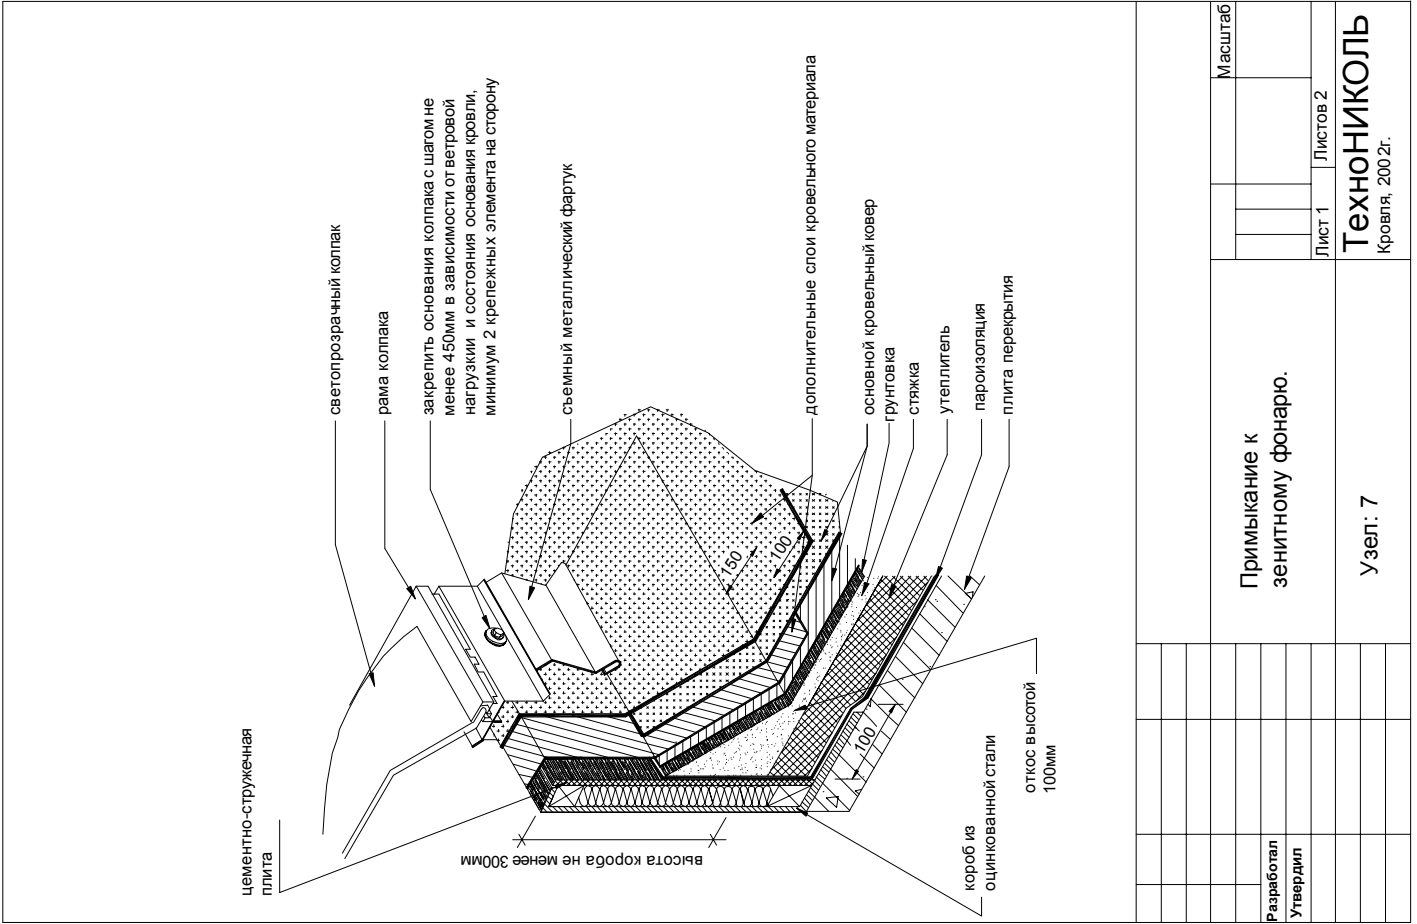 цементно-стружечная
плита
светопрозрачный колпак
рама колпака
закрепить основания колпака с шагом не
менее 450мм в зависимости от ветровой
нагрузкии и состояния основания кровли,
минимум 2 крепежных элемента на сторону
съемный металлический фартук
дополнительные слои кровельного материала
основной кровельный ковер
грунтовка
стяжка
утеплитель
пароизоляция
плита перекрытия
150
100
100
высота короба не менее 300мм
короб из
оцинкованной стали
откос высотой
100мм
Разработал
Утвердил
Примыкание к
зенитному фонарю.
Узел: 7
Масштаб
Лист 1
Листов 2
ТехноНИКОЛЬ
Кровля, 2002г.